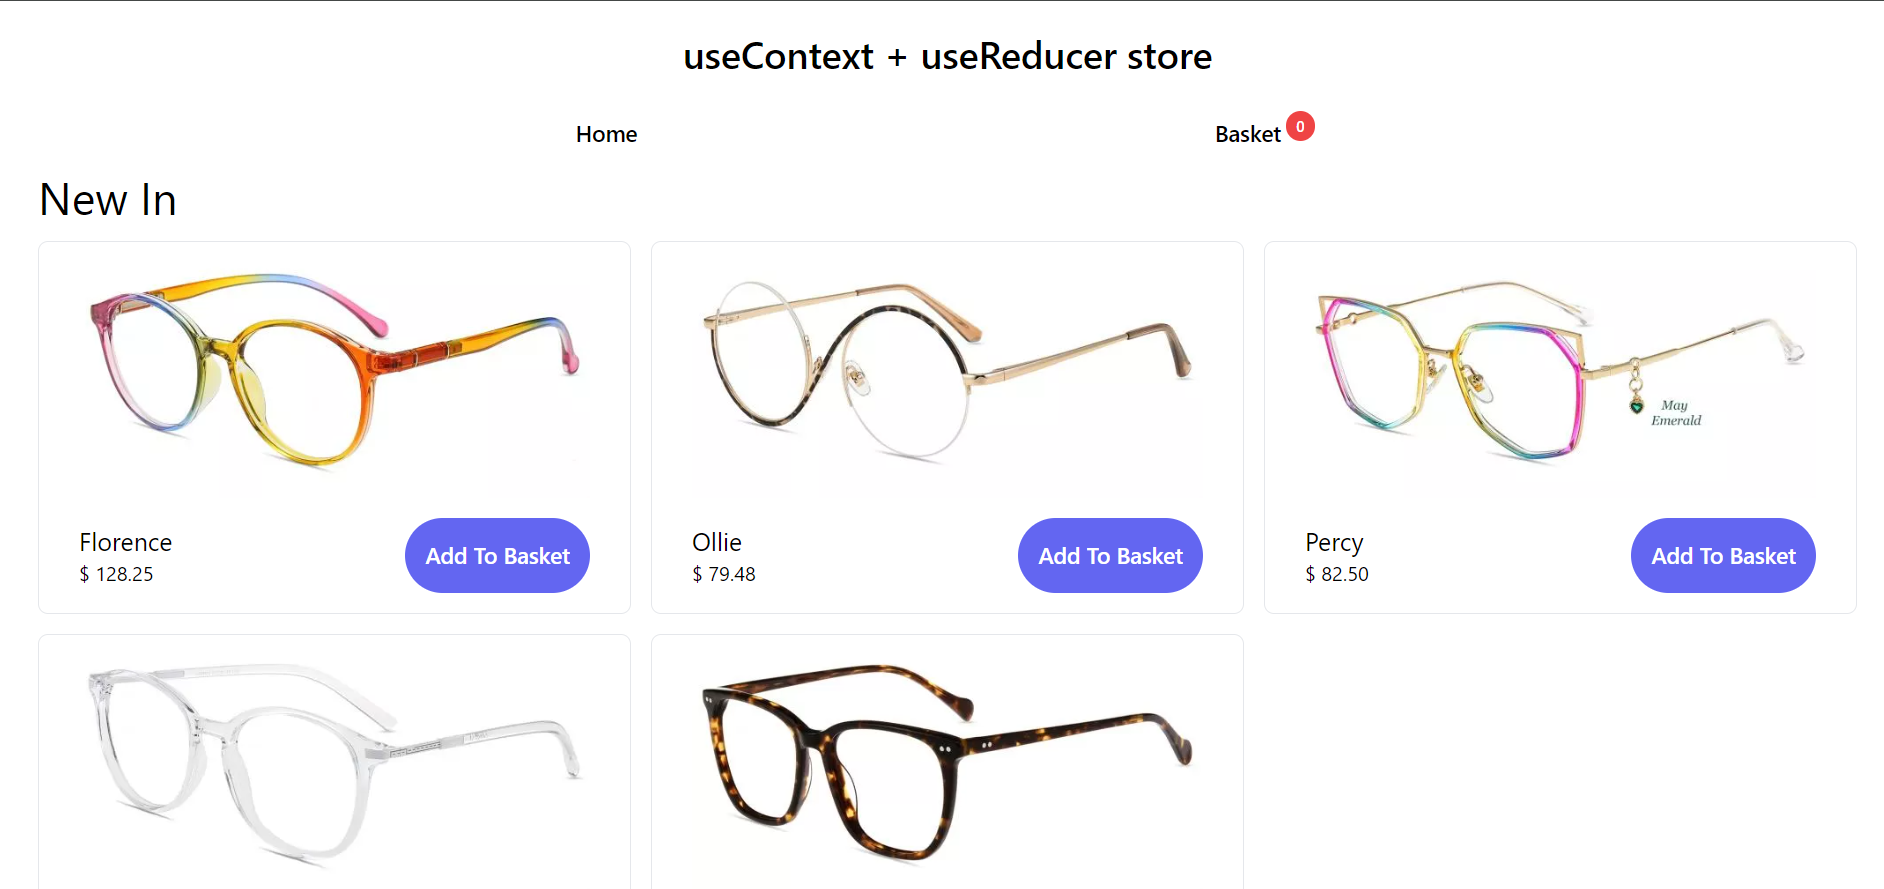 useContext + useReducer store
Home
Basket 0
New In
May
Emerald
Florence
$ 128.25
Add To Basket
Ollie
$ 79.48
Add To Basket
Percy
$ 82.50
Add To Basket